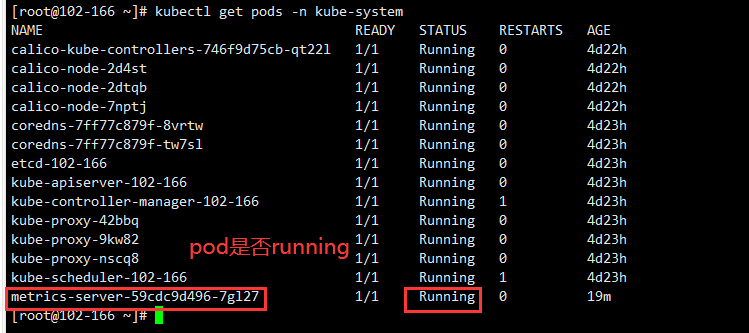 [root@102-166 ~]# kubectl get pods -n kube-system
NAME READY STATUS RESTARTS AGE
calico-kube-controllers-746f9d75cb-qt22l 1/1 Running 0 4d22h
calico-node-2d4st 1/1 Running 0 4d22h
calico-node-2dtqb 1/1 Running 0 4d22h
calico-node-7nptj 1/1 Running 0 4d22h
coredns-7ff77c879f-8vrtw 1/1 Running 0 4d23h
coredns-7ff77c879f-tw7sl 1/1 Running 0 4d23h
etcd-102-166 1/1 Running 0 4d23h
kube-apiserver-102-166 1/1 Running 0 4d23h
kube-controller-manager-102-166 1/1 Running 1 4d23h
kube-proxy-42bbq 1/1 Running 0 4d23h
kube-proxy-9kw82 1/1 Running 0 4d23h
kube-proxy-nscq8 1/1 Running 0 4d23h
pod是否running
kube-scheduler-102-166 1/1 Running 1 4d23h
metrics-server-59cdc9d496-7gl27 1/1 Running 0 19m
[root@102-166 ~]#